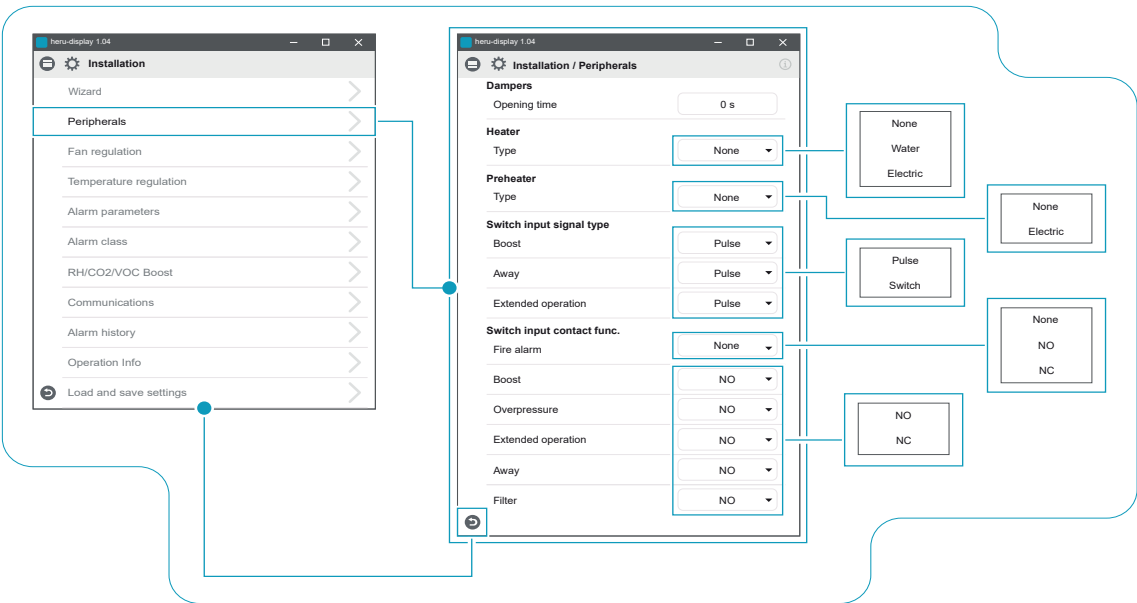 heru-display 1.04
Installation
Wizard
Peripherals
Fan regulation
Temperature regulation
Alarm parameters
Alarm class
RH/CO2/VOC Boost
Communications
Alarm history
Operation Info
Load and save settings
heru-display 1.04
Installation / Peripherals
Dampers
Opening time 0 s
Heater
Type None
Preheater
Type None
Switch input signal type
Boost Pulse
Away Pulse
Extended operation Pulse
Switch input contact func.
Fire alarm None
Boost NO
Overpressure NO
Extended operation NO
Away NO
Filter NO
None
Water
Electric
None
Electric
Pulse
Switch
None
NO
NC
NO
NC